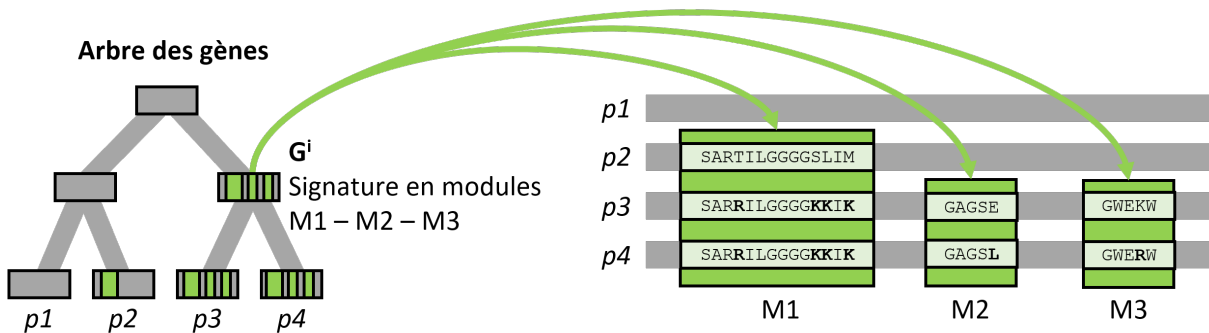 Arbre des gènes
Gⁱ
Signature en modules
M1 – M2 – M3
p1 p2 p3 p4
p1
p2 SARTILGGGGSLIM
p3 SARRILGGGGKKIK GAGSE GWEKW
p4 SARRILGGGGKKIK GAGSL GWERW
M1 M2 M3